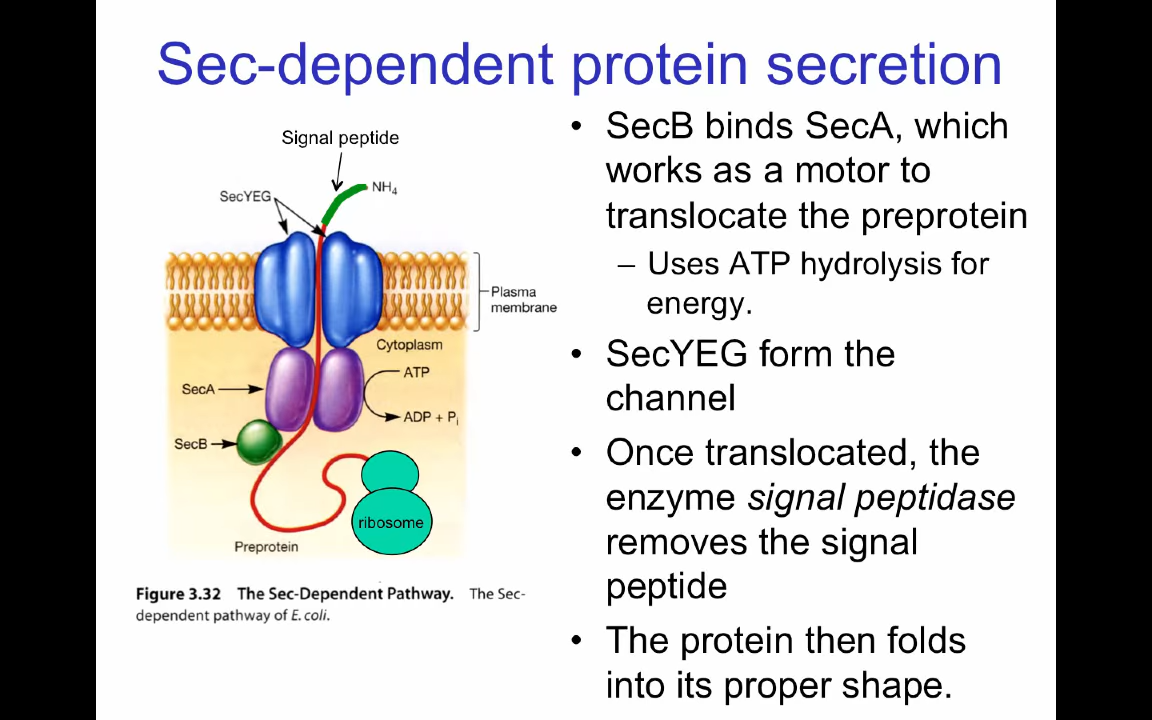 Sec-dependent protein secretion
Signal peptide
NH4
SecYEG
Plasma
membrane
Cytoplasm
ATP
SecA
ADP + Pi
SecB
ribosome
Preprotein
Figure 3.32 The Sec-Dependent Pathway. The Sec-
dependent pathway of E. coli.
• SecB binds SecA, which
works as a motor to
translocate the preprotein
– Uses ATP hydrolysis for
energy.
• SecYEG form the
channel
• Once translocated, the
enzyme signal peptidase
removes the signal
peptide
• The protein then folds
into its proper shape.